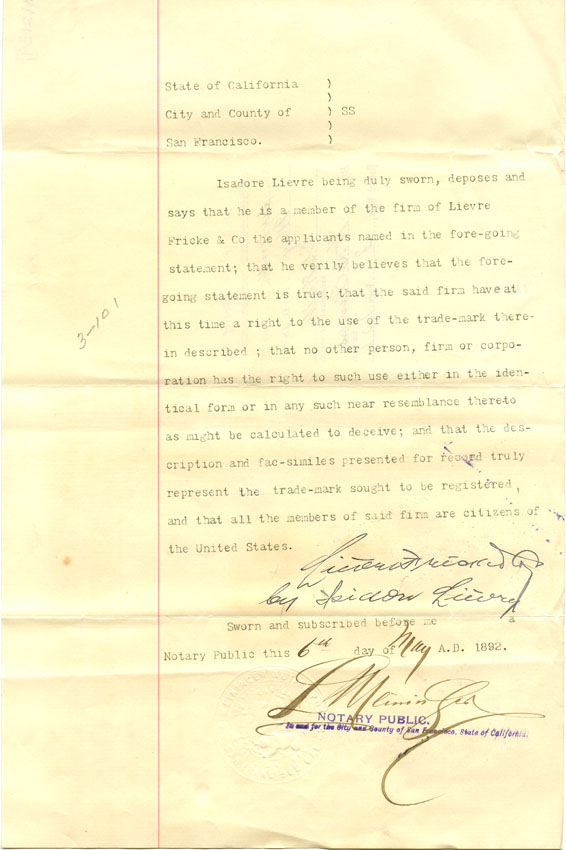 State of California )
)
City and County of ) SS
)
San Francisco. )
Isadore Lievre being duly sworn, deposes and
says that he is a member of the firm of Lievre
Fricke & Co the applicants named in the fore-going
statement; that he verily believes that the fore-
going statement is true; that the said firm have at
this time a right to the use of the trade-mark there-
in described ; that no other person, firm or corpo-
ration has the right to such use either in the iden-
tical form or in any such near resemblance thereto
as might be calculated to deceive; and that the des-
cription and fac-similes presented for record truly
represent the trade-mark sought to be registered,
and that all the members of said firm are citizens of
the United States.
3-101
Lievre Fricke & Co
by Isidore Lievre
Sworn and subscribed before me a
Notary Public this 6th day of May A.D. 1892.
NOTARY PUBLIC,
In and for the City and County of San Francisco, State of California.